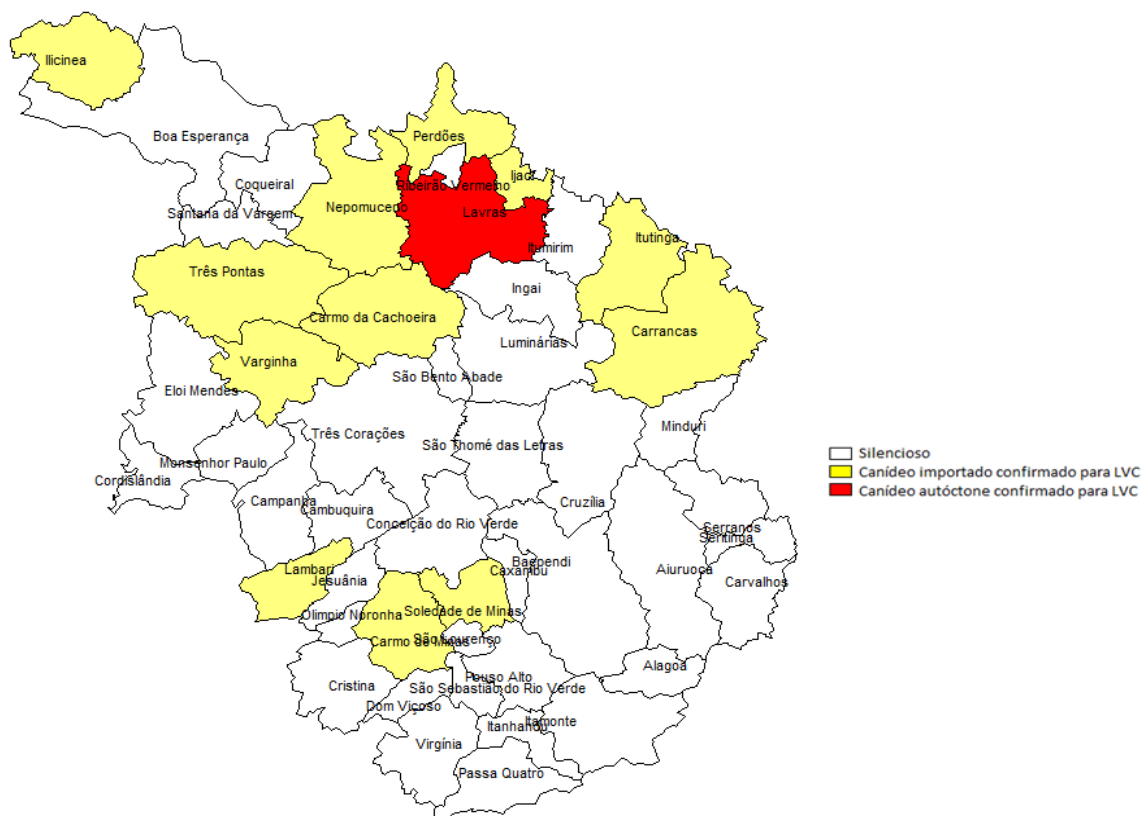 Ilicinea
Boa Esperança
Perdões
Coqueiral
Ijaci
Ribeirão Vermelho
Santana da Vargem
Nepomuceno
Lavras
Itumirim
Itutinga
Três Pontas
Ingai
Carmo da Cachoeira
Carrancas
Luminárias
Varginha
São Bento Abade
Eloi Mendes
Minduri
Três Corações
São Thomé das Letras
Monsenhor Paulo
Cordislândia
Silencioso
Canídeo importado confirmado para LVC
Canídeo autóctone confirmado para LVC
Campanha
Cambuquira
Cruzília
Conceição do Rio Verde
Serranos
Seritinga
Baependi
Caxambu
Lambari
Jesuânia
Aiuruoca
Carvalhos
Olimpio Noronha
Soledade de Minas
São Lourenço
Carmo de Minas
Alagoa
Pouso Alto
Cristina
São Sebastião do Rio Verde
Dom Viçoso
Itamonte
Itanhandu
Virgínia
Passa Quatro